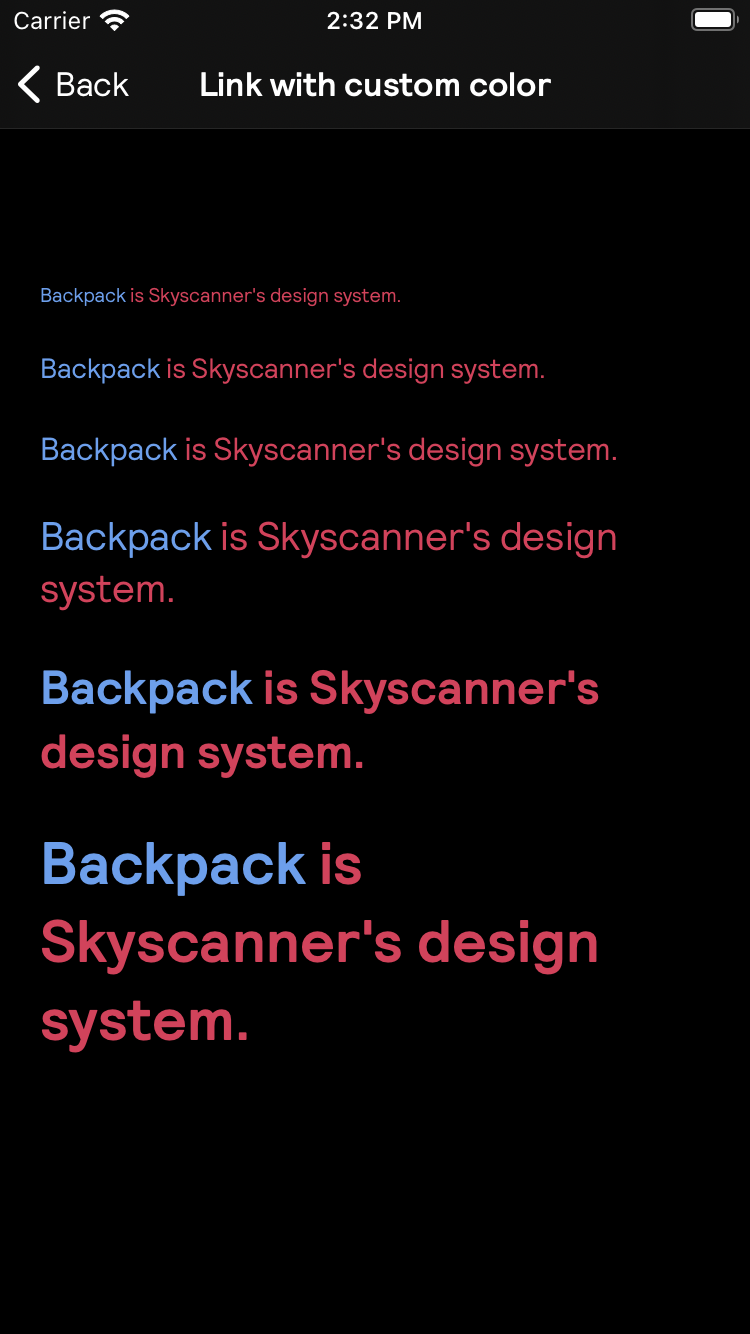 Carrier 2:32 PM
Back Link with custom color
Backpack is Skyscanner's design system.
Backpack is Skyscanner's design system.
Backpack is Skyscanner's design system.
Backpack is Skyscanner's design
system.
Backpack is Skyscanner's
design system.
Backpack is
Skyscanner's design
system.